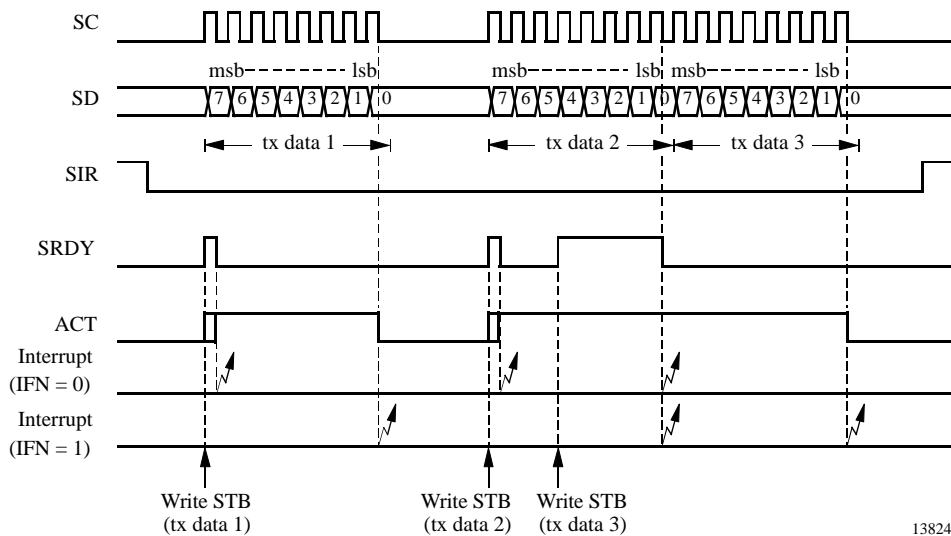 SC
msb lsb msb lsb
SD 7 6 5 4 3 2 1 0 7 6 5 4 3 2 1 0 7 6 5 4 3 2 1 0
tx data 1 tx data 2 tx data 3
SIR
SRDY
ACT
Interrupt
(IFN = 0)
Interrupt
(IFN = 1)
Write STB Write STB Write STB
(tx data 1) (tx data 2) (tx data 3)
13824